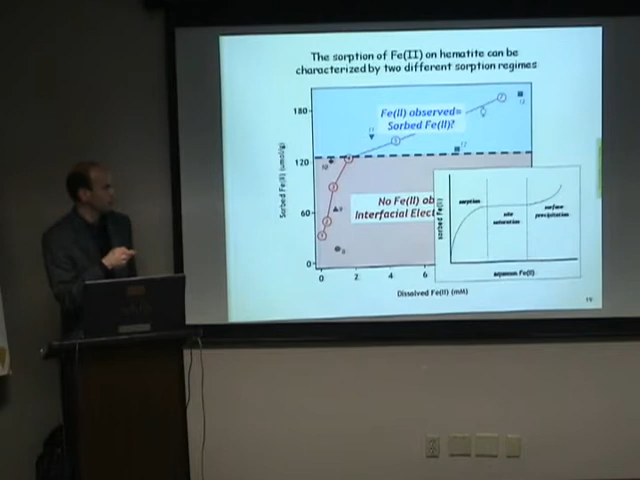 The sorption of Fe(II) on hematite can be
characterized by two different sorption regimes
Sorbed Fe(II) (umol/g)
180
120
60
0
Fe(II) observed=
Sorbed Fe(II)?
No Fe(II) ob
Interfacial Elect
0 2 4 6
Dissolved Fe(II) (mM)
sorbed Fe(II)
sorption
site
saturation
surface
precipitation
aqueous Fe(II)